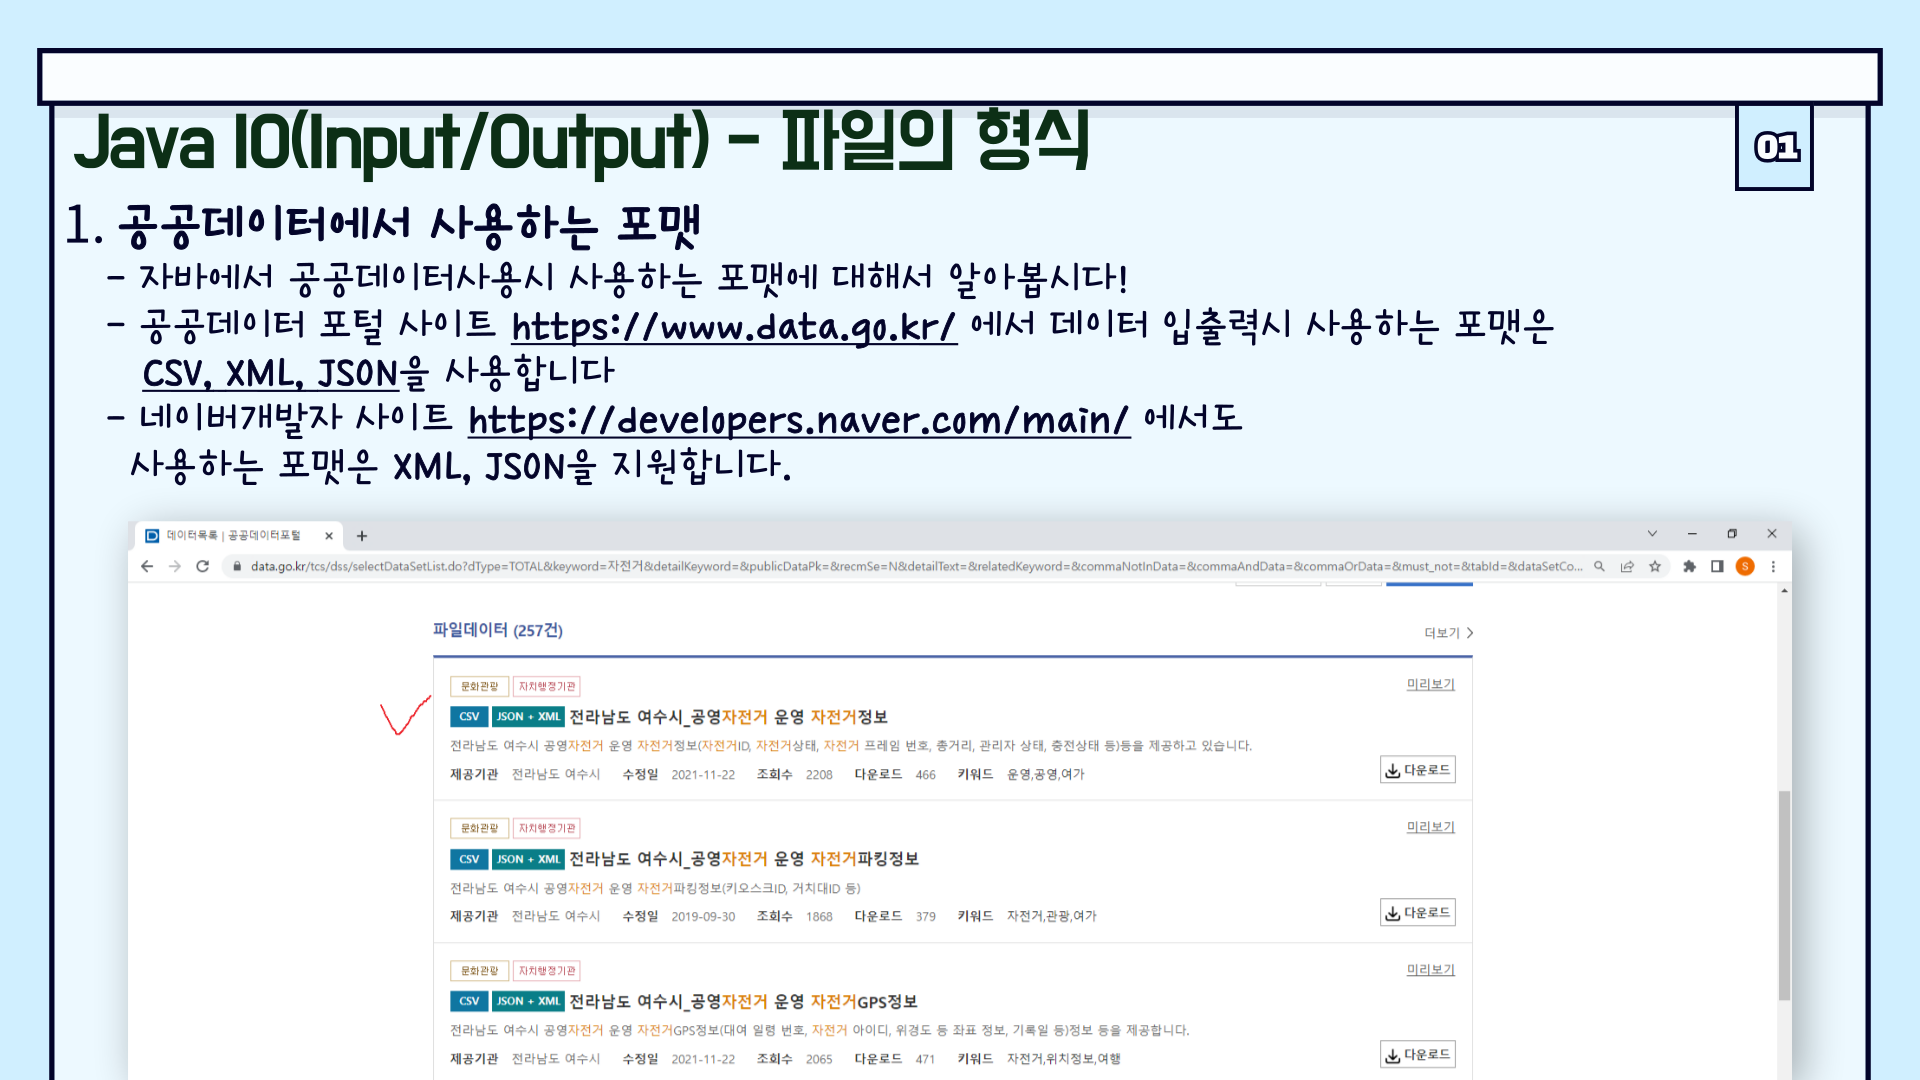 Java IO(Input/Output) - 파일의 형식
01
1. 공공데이터에서 사용하는 포맷
- 자바에서 공공데이터사용시 사용하는 포맷에 대해서 알아봅시다!
- 공공데이터 포털 사이트 https://www.data.go.kr/ 에서 데이터 입출력시 사용하는 포맷은
CSV, XML, JSON을 사용합니다
- 네이버개발자 사이트 https://developers.naver.com/main/ 에서도
사용하는 포맷은 XML, JSON을 지원합니다.
데이터목록 | 공공데이터포털
data.go.kr/tcs/dss/selectDataSetList.do?dType=TOTAL&keyword=자전거&detailKeyword=&publicDataPk=&recmSe=N&detailText=&relatedKeyword=&commaNotInData=&commaAndData=&commaOrData=&must_not=&tabId=&dataSetCo...
S
파일데이터 (257건)
더보기
문화관광 자치행정기관
미리보기
CSV JSON + XML 전라남도 여수시_공영자전거 운영 자전거정보
전라남도 여수시 공영자전거 운영 자전거정보(자전거ID, 자전거상태, 자전거 프레임 번호, 총거리, 관리자 상태, 충전상태 등)등을 제공하고 있습니다.
제공기관 전라남도 여수시 수정일 2021-11-22 조회수 2208 다운로드 466 키워드 운영,공영,여가
다운로드
문화관광 자치행정기관
미리보기
CSV JSON + XML 전라남도 여수시_공영자전거 운영 자전거파킹정보
전라남도 여수시 공영자전거 운영 자전거파킹정보(키오스크ID, 거치대ID 등)
제공기관 전라남도 여수시 수정일 2019-09-30 조회수 1868 다운로드 379 키워드 자전거,관광,여가
다운로드
문화관광 자치행정기관
미리보기
CSV JSON + XML 전라남도 여수시_공영자전거 운영 자전거GPS정보
전라남도 여수시 공영자전거 운영 자전거GPS정보(대여 일령 번호, 자전거 아이디, 위경도 등 좌표 정보, 기록일 등)정보 등을 제공합니다.
제공기관 전라남도 여수시 수정일 2021-11-22 조회수 2065 다운로드 471 키워드 자전거,위치정보,여행
다운로드